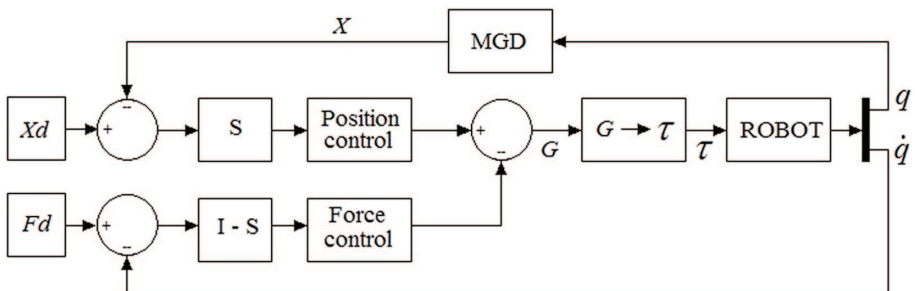 X
MGD
q
Xd
+
−
S
Position
control
+
−
G
G → τ
τ
ROBOT
q̇
Fd
+
−
I - S
Force
control